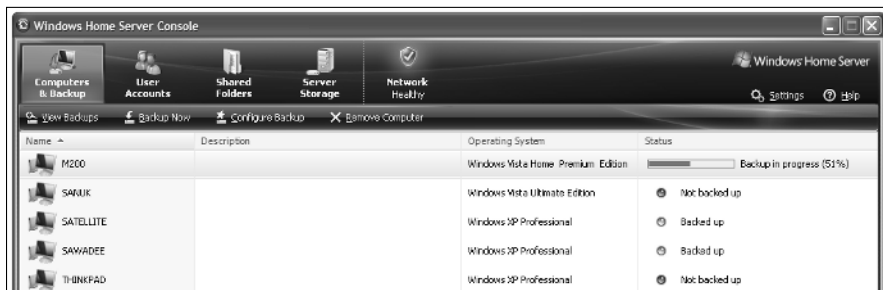 Windows Home Server Console
Windows Home Server
Computers & Backup
User Accounts
Shared Folders
Server Storage
Network Healthy
Settings Help
View Backups Backup Now Configure Backup Remove Computer
Name Description Operating System Status
M200 Windows Vista Home Premium Edition Backup in progress (51%)
SANUK Windows Vista Ultimate Edition Not backed up
SATELLITE Windows XP Professional Backed up
SAWADEE Windows XP Professional Backed up
THINKPAD Windows XP Professional Not backed up